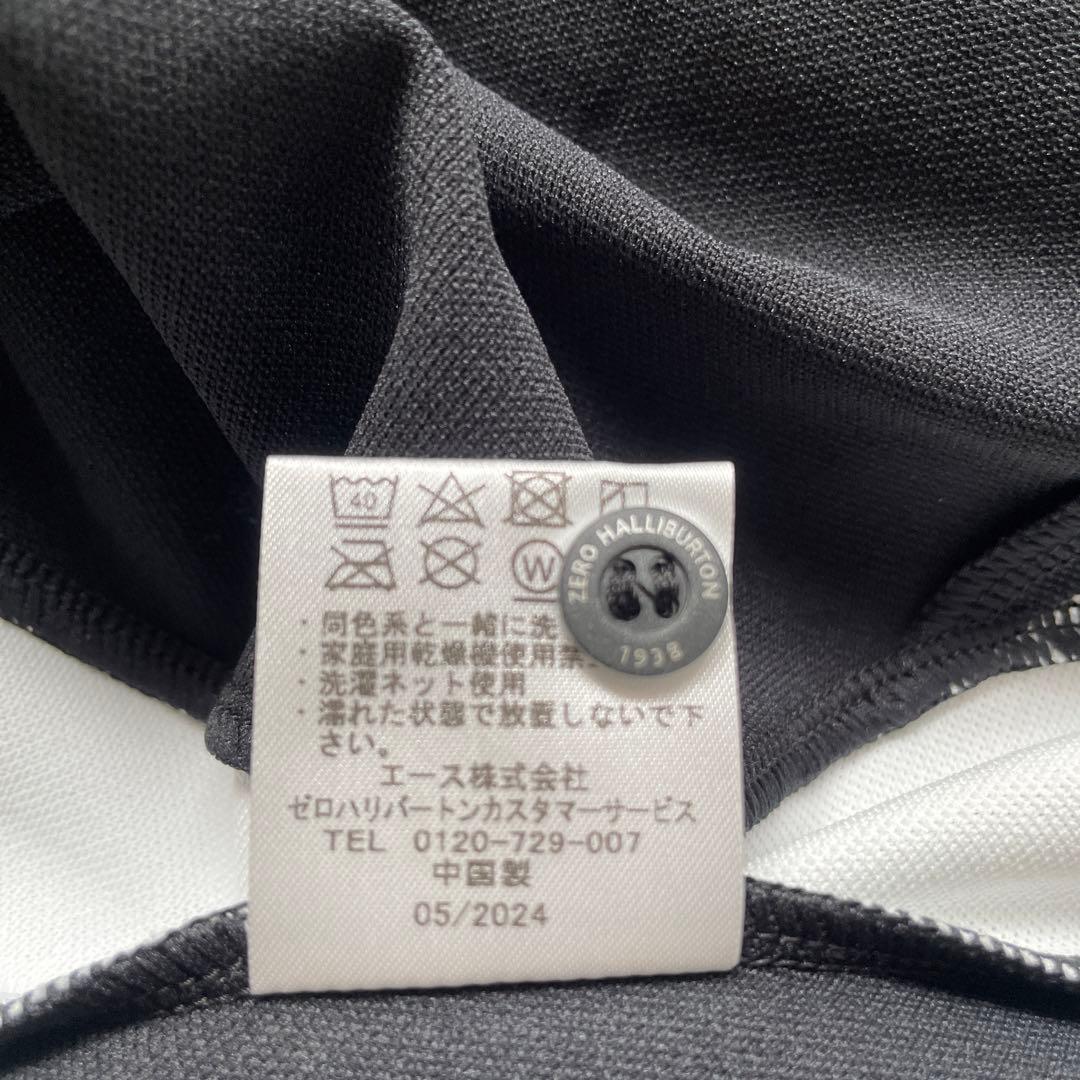 40
W
ZERO HALLIBURTON
1938
・同色系と一緒に洗
・家庭用乾燥機使用禁
・洗濯ネット使用
・濡れた状態で放置しないで下
さい。
エース株式会社
ゼロハリバートンカスタマーサービス
TEL 0120-729-007
中国製
05/2024